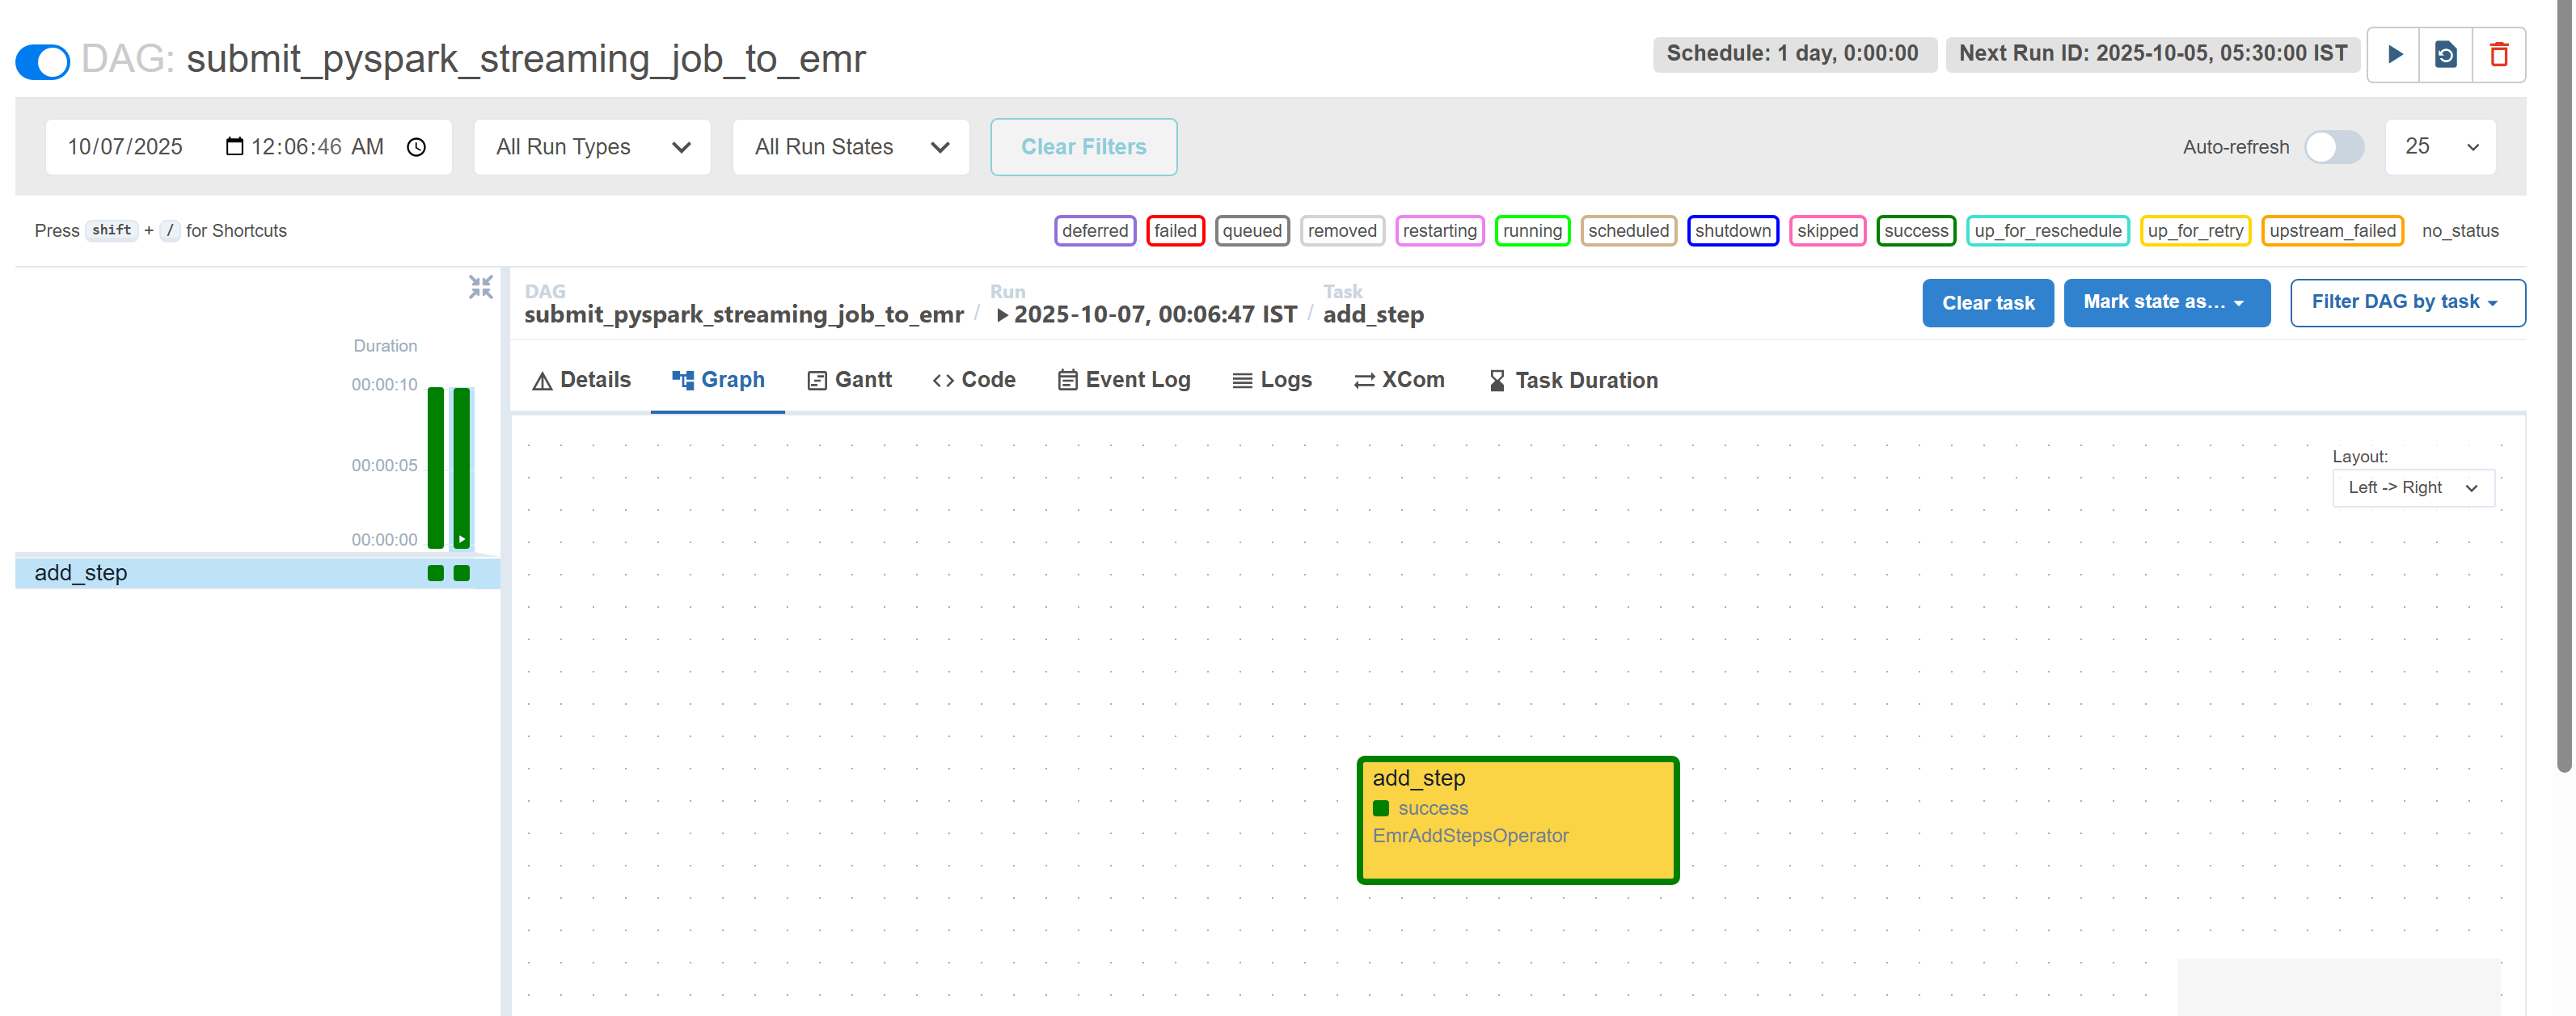 DAG: submit_pyspark_streaming_job_to_emr
Schedule: 1 day, 0:00:00
Next Run ID: 2025-10-05, 05:30:00 IST
10/07/2025 12:06:46 AM
All Run Types
All Run States
Clear Filters
Auto-refresh
25
Press shift + / for Shortcuts
deferred failed queued removed restarting running scheduled shutdown skipped success up_for_reschedule up_for_retry upstream_failed no_status
Duration
00:00:10
00:00:05
00:00:00
add_step
DAG
submit_pyspark_streaming_job_to_emr /
Run
2025-10-07, 00:06:47 IST /
Task
add_step
Clear task
Mark state as...
Filter DAG by task
Details Graph Gantt Code Event Log Logs XCom Task Duration
Layout:
Left -> Right
add_step
success
EmrAddStepsOperator